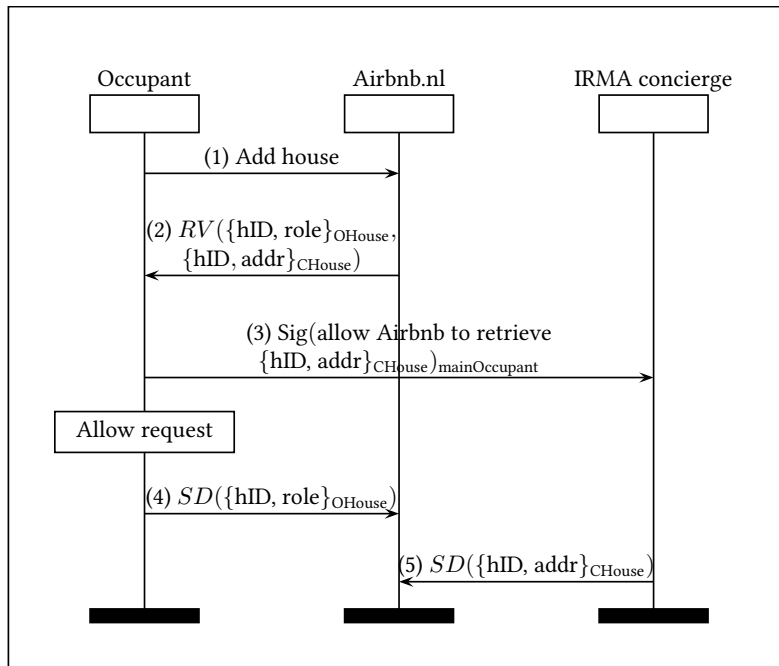 Occupant
Airbnb.nl
IRMA concierge
(1) Add house
(2) RV({hID, role}OHouse,
{hID, addr}CHouse)
(3) Sig(allow Airbnb to retrieve
{hID, addr}CHouse)mainOccupant
Allow request
(4) SD({hID, role}OHouse)
(5) SD({hID, addr}CHouse)